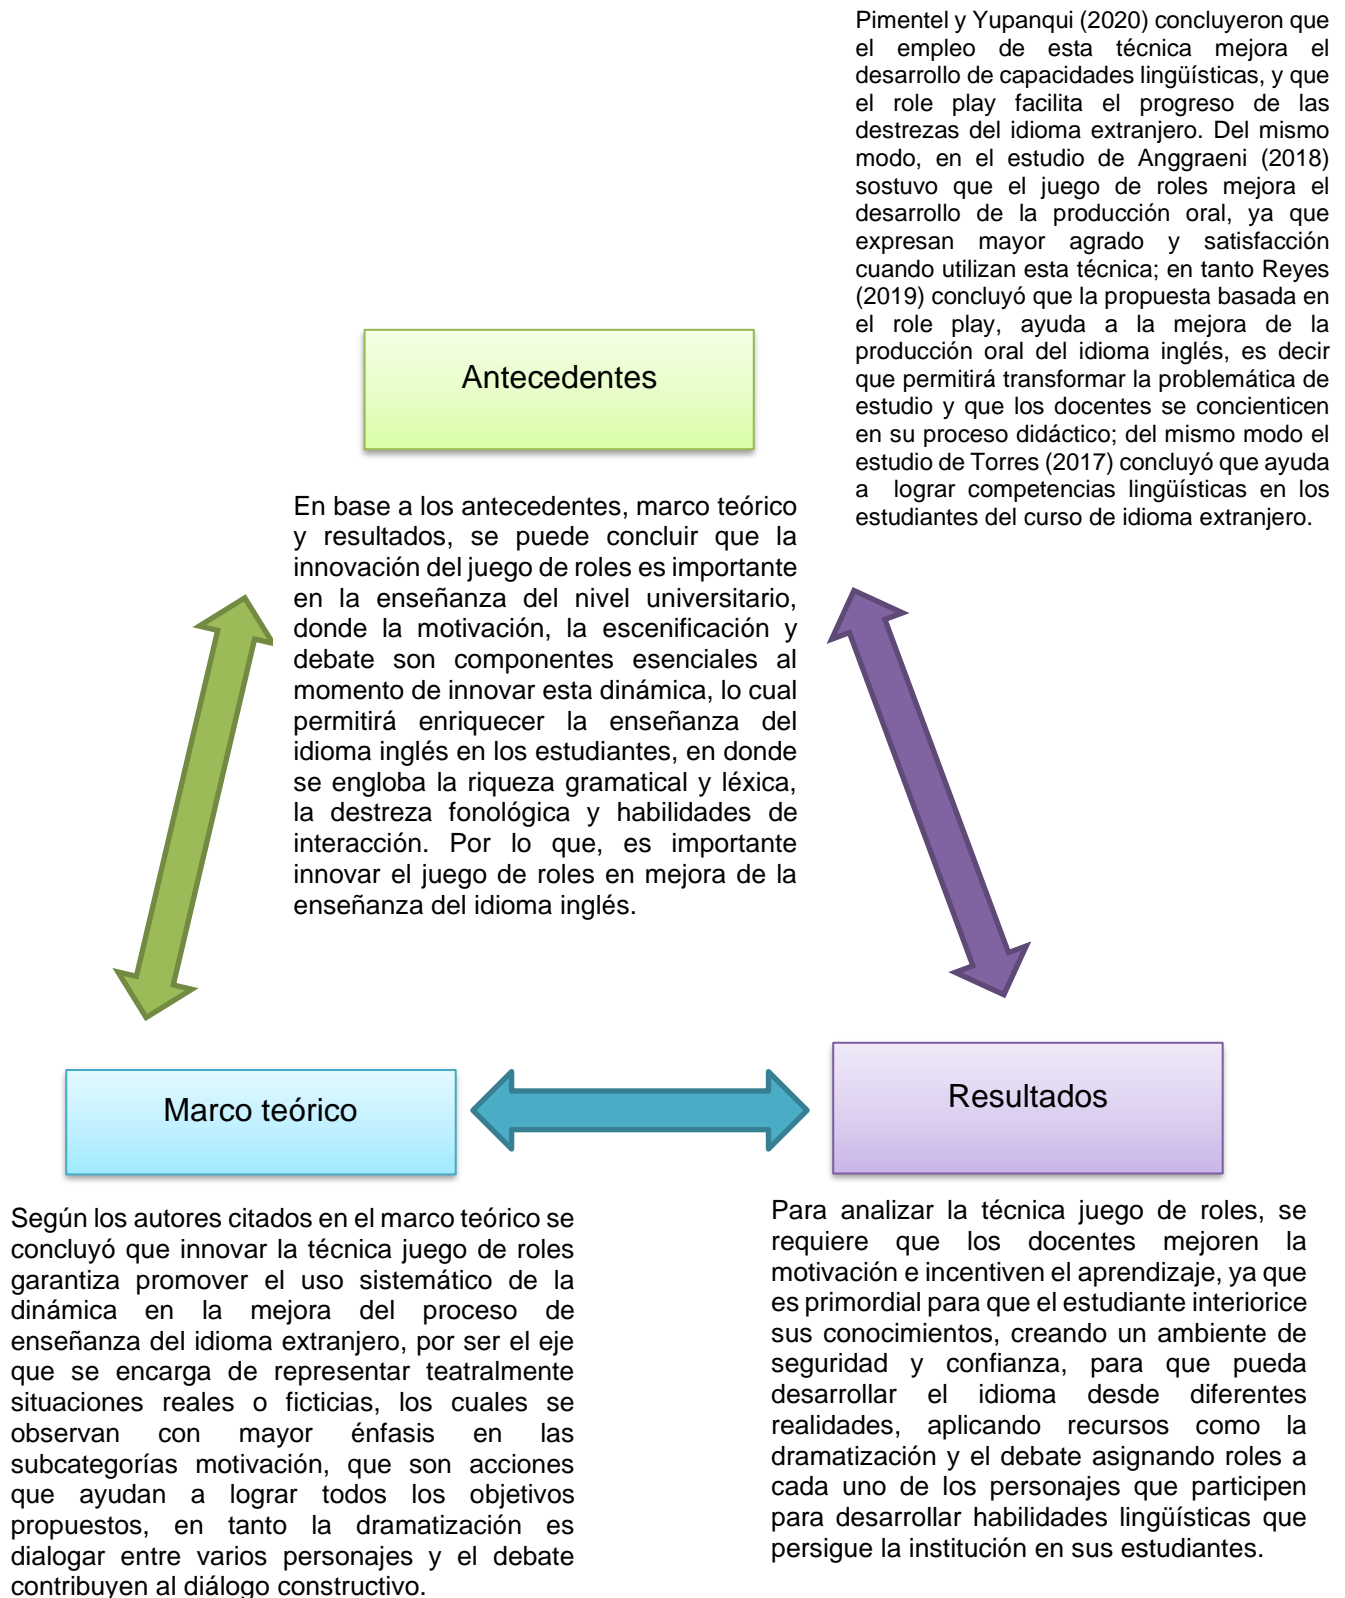 Pimentel y Yupanqui (2020) concluyeron que
el empleo de esta técnica mejora el
desarrollo de capacidades lingüísticas, y que
el role play facilita el progreso de las
destrezas del idioma extranjero. Del mismo
modo, en el estudio de Anggraeni (2018)
sostuvo que el juego de roles mejora el
desarrollo de la producción oral, ya que
expresan mayor agrado y satisfacción
cuando utilizan esta técnica; en tanto Reyes
(2019) concluyó que la propuesta basada en
el role play, ayuda a la mejora de la
producción oral del idioma inglés, es decir
que permitirá transformar la problemática de
estudio y que los docentes se concienticen
en su proceso didáctico; del mismo modo el
estudio de Torres (2017) concluyó que ayuda
a lograr competencias lingüísticas en los
estudiantes del curso de idioma extranjero.
Antecedentes
En base a los antecedentes, marco teórico
y resultados, se puede concluir que la
innovación del juego de roles es importante
en la enseñanza del nivel universitario,
donde la motivación, la escenificación y
debate son componentes esenciales al
momento de innovar esta dinámica, lo cual
permitirá enriquecer la enseñanza del
idioma inglés en los estudiantes, en donde
se engloba la riqueza gramatical y léxica,
la destreza fonológica y habilidades de
interacción. Por lo que, es importante
innovar el juego de roles en mejora de la
enseñanza del idioma inglés.
Marco teórico
Según los autores citados en el marco teórico se
concluyó que innovar la técnica juego de roles
garantiza promover el uso sistemático de la
dinámica en la mejora del proceso de
enseñanza del idioma extranjero, por ser el eje
que se encarga de representar teatralmente
situaciones reales o ficticias, los cuales se
observan con mayor énfasis en las
subcategorías motivación, que son acciones
que ayudan a lograr todos los objetivos
propuestos, en tanto la dramatización es
dialogar entre varios personajes y el debate
contribuyen al diálogo constructivo.
Resultados
Para analizar la técnica juego de roles, se
requiere que los docentes mejoren la
motivación e incentiven el aprendizaje, ya que
es primordial para que el estudiante interiorice
sus conocimientos, creando un ambiente de
seguridad y confianza, para que pueda
desarrollar el idioma desde diferentes
realidades, aplicando recursos como la
dramatización y el debate asignando roles a
cada uno de los personajes que participen
para desarrollar habilidades lingüísticas que
persigue la institución en sus estudiantes.